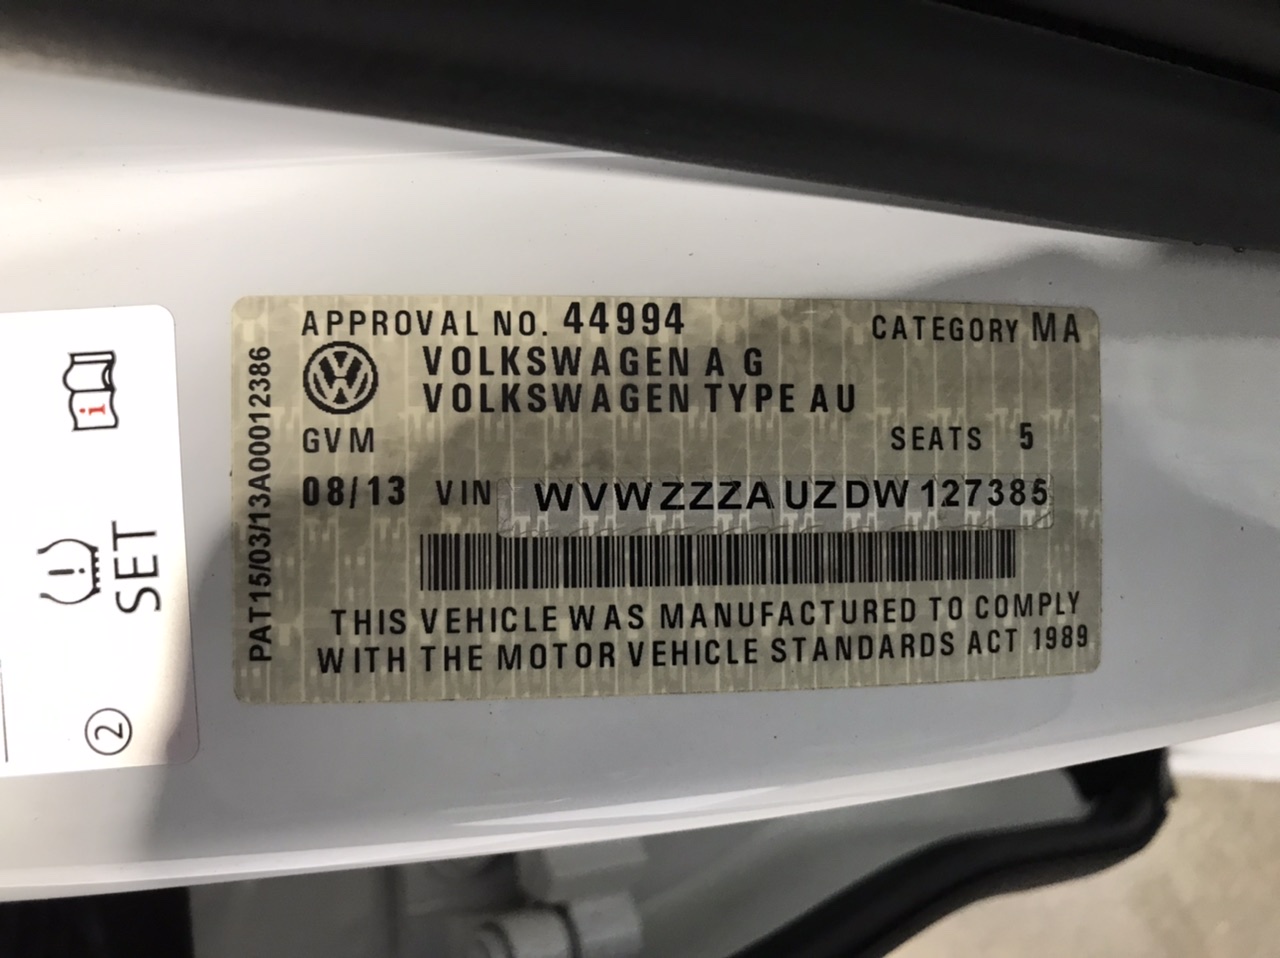 APPROVAL NO. 44994 CATEGORY MA
VOLKSWAGEN A G
VOLKSWAGEN TYPE AU
GVM SEATS 5
08/13 VIN WVWZZZAUZDW127385
THIS VEHICLE WAS MANUFACTURED TO COMPLY
WITH THE MOTOR VEHICLE STANDARDS ACT 1989
PAT15/03/13A00012386
i
SET
2